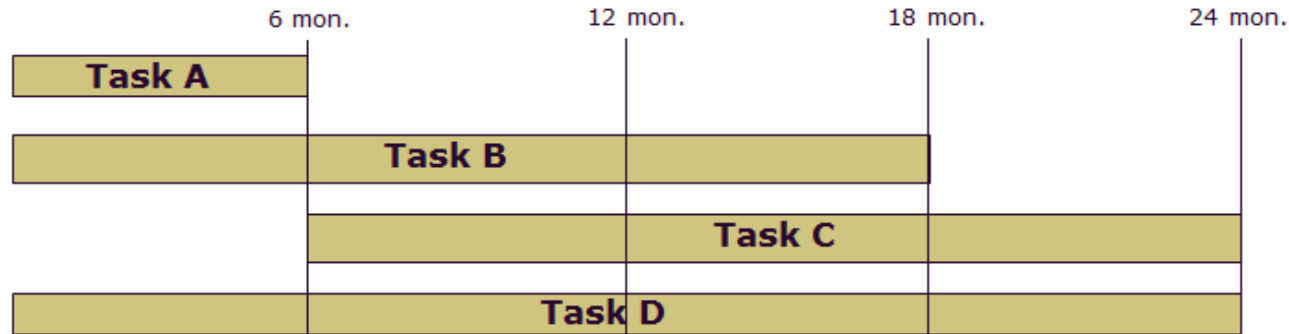 6 mon. 12 mon. 18 mon. 24 mon.
Task A
Task B
Task C
Task D